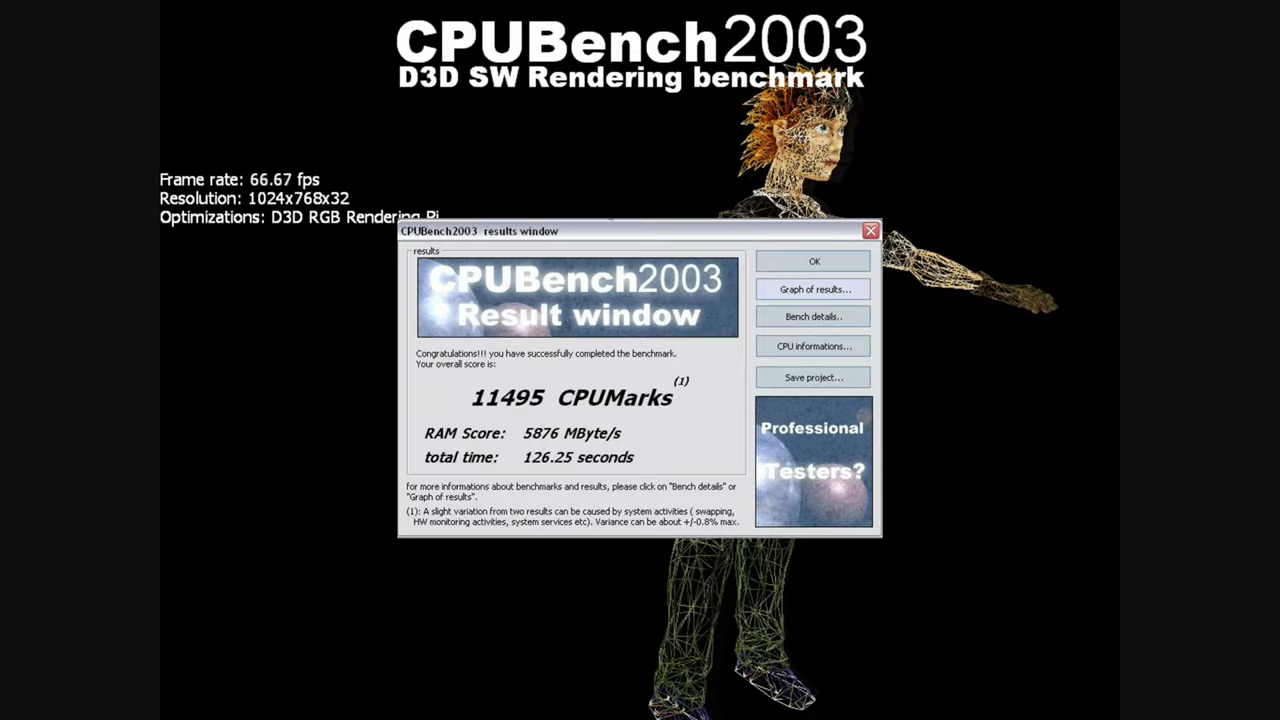 CPUBench2003
D3D SW Rendering benchmark
Frame rate: 66.67 fps
Resolution: 1024x768x32
Optimizations: D3D RGB Rendering Pi
CPUBench2003 results window
results
CPUBench2003
Result window
Congratulations!!! you have successfully completed the benchmark.
Your overall score is:
(1)
11495 CPUMarks
RAM Score: 5876 MByte/s
total time: 126.25 seconds
for more informations about benchmarks and results, please click on "Bench details" or
"Graph of results".
(1): A slight variation from two results can be caused by system activities ( swapping,
HW monitoring activities, system services etc). Variance can be about +/-0.8% max.
OK
Graph of results...
Bench details..
CPU informations...
Save project...
Professional
Testers?